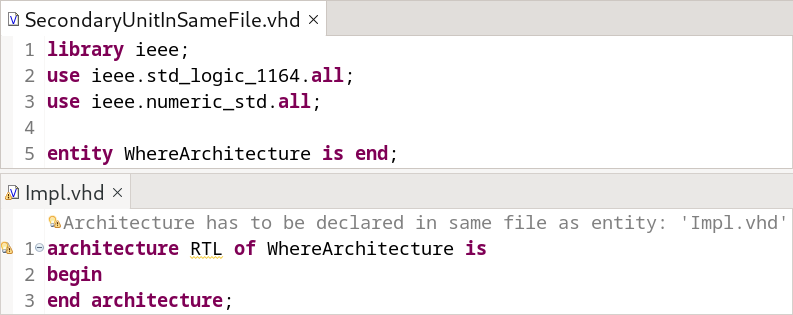 SecondaryUnitInSameFile.vhd ×
1 library ieee;
2 use ieee.std_logic_1164.all;
3 use ieee.numeric_std.all;
4
5 entity WhereArchitecture is end;
Impl.vhd ×
Architecture has to be declared in same file as entity: 'Impl.vhd'
1 architecture RTL of WhereArchitecture is
2 begin
3 end architecture;